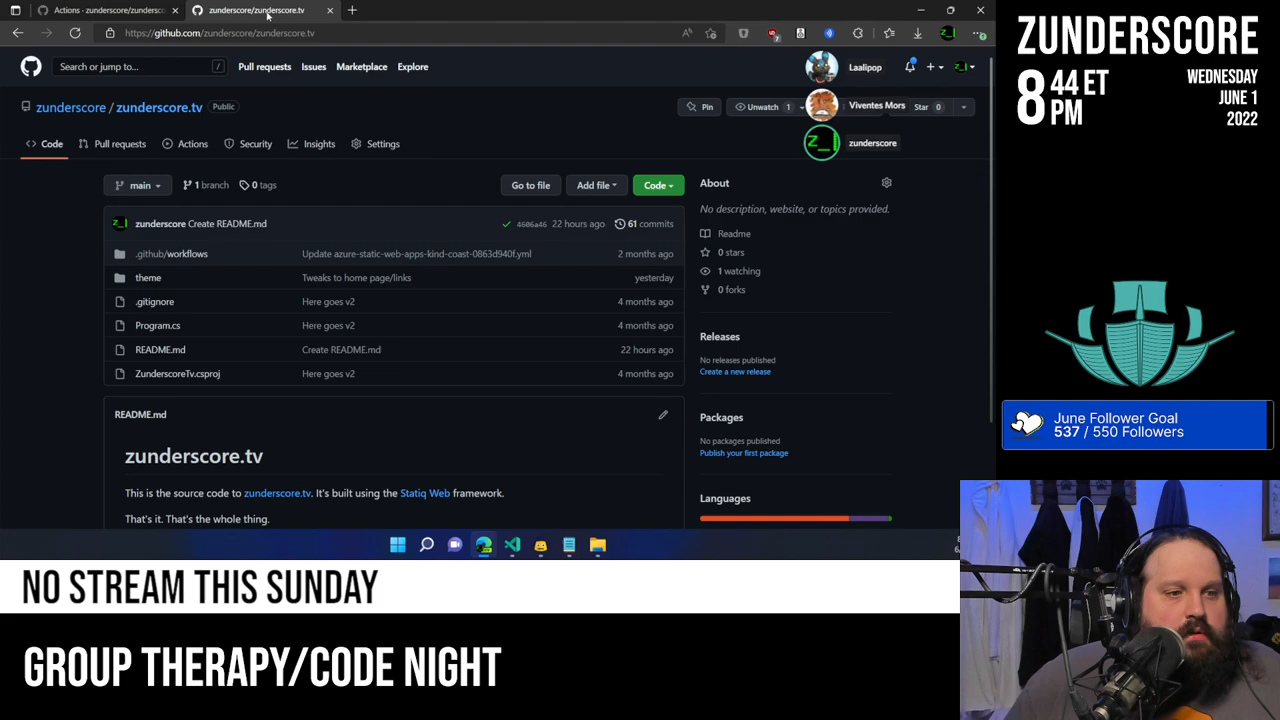 Actions - zunderscore/zundersco
zunderscore/zunderscore.tv
https://github.com/zunderscore/zunderscore.tv
7
Search or jump to...
/
Pull requests
Issues
Marketplace
Explore
Laalipop
zunderscore / zunderscore.tv
Public
Pin
Unwatch
1
Viventes Mors
Star
0
zunderscore
Code
Pull requests
Actions
Security
Insights
Settings
main
1 branch
0 tags
Go to file
Add file
Code
zunderscore Create README.md
4606a46 22 hours ago
61 commits
.github/workflows
Update azure-static-web-apps-kind-coast-0863d940f.yml
2 months ago
theme
Tweaks to home page/links
yesterday
.gitignore
Here goes v2
4 months ago
Program.cs
Here goes v2
4 months ago
README.md
Create README.md
22 hours ago
ZunderscoreTv.csproj
Here goes v2
4 months ago
README.md
zunderscore.tv
This is the source code to zunderscore.tv. It's built using the Statiq Web framework.
That's it. That's the whole thing.
About
No description, website, or topics provided.
Readme
0 stars
1 watching
0 forks
Releases
No releases published
Create a new release
Packages
No packages published
Publish your first package
Languages
ZUNDERSCORE
8
44 ET
PM
WEDNESDAY
JUNE 1
2022
June Follower Goal
537 / 550 Followers
NO STREAM THIS SUNDAY
GROUP THERAPY/CODE NIGHT